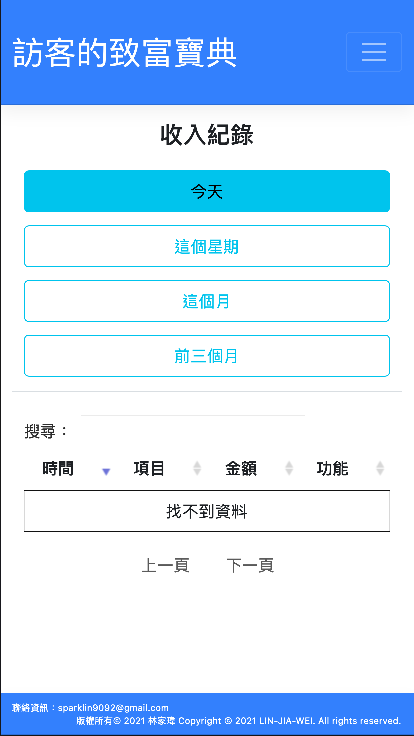 訪客的致富寶典
收入紀錄
今天
這個星期
這個月
前三個月
搜尋：
時間 項目 金額 功能
找不到資料
上一頁 下一頁
聯絡資訊：sparklin9092@gmail.com
版權所有© 2021 林家瑋 Copyright © 2021 LIN-JIA-WEI. All rights reserved.